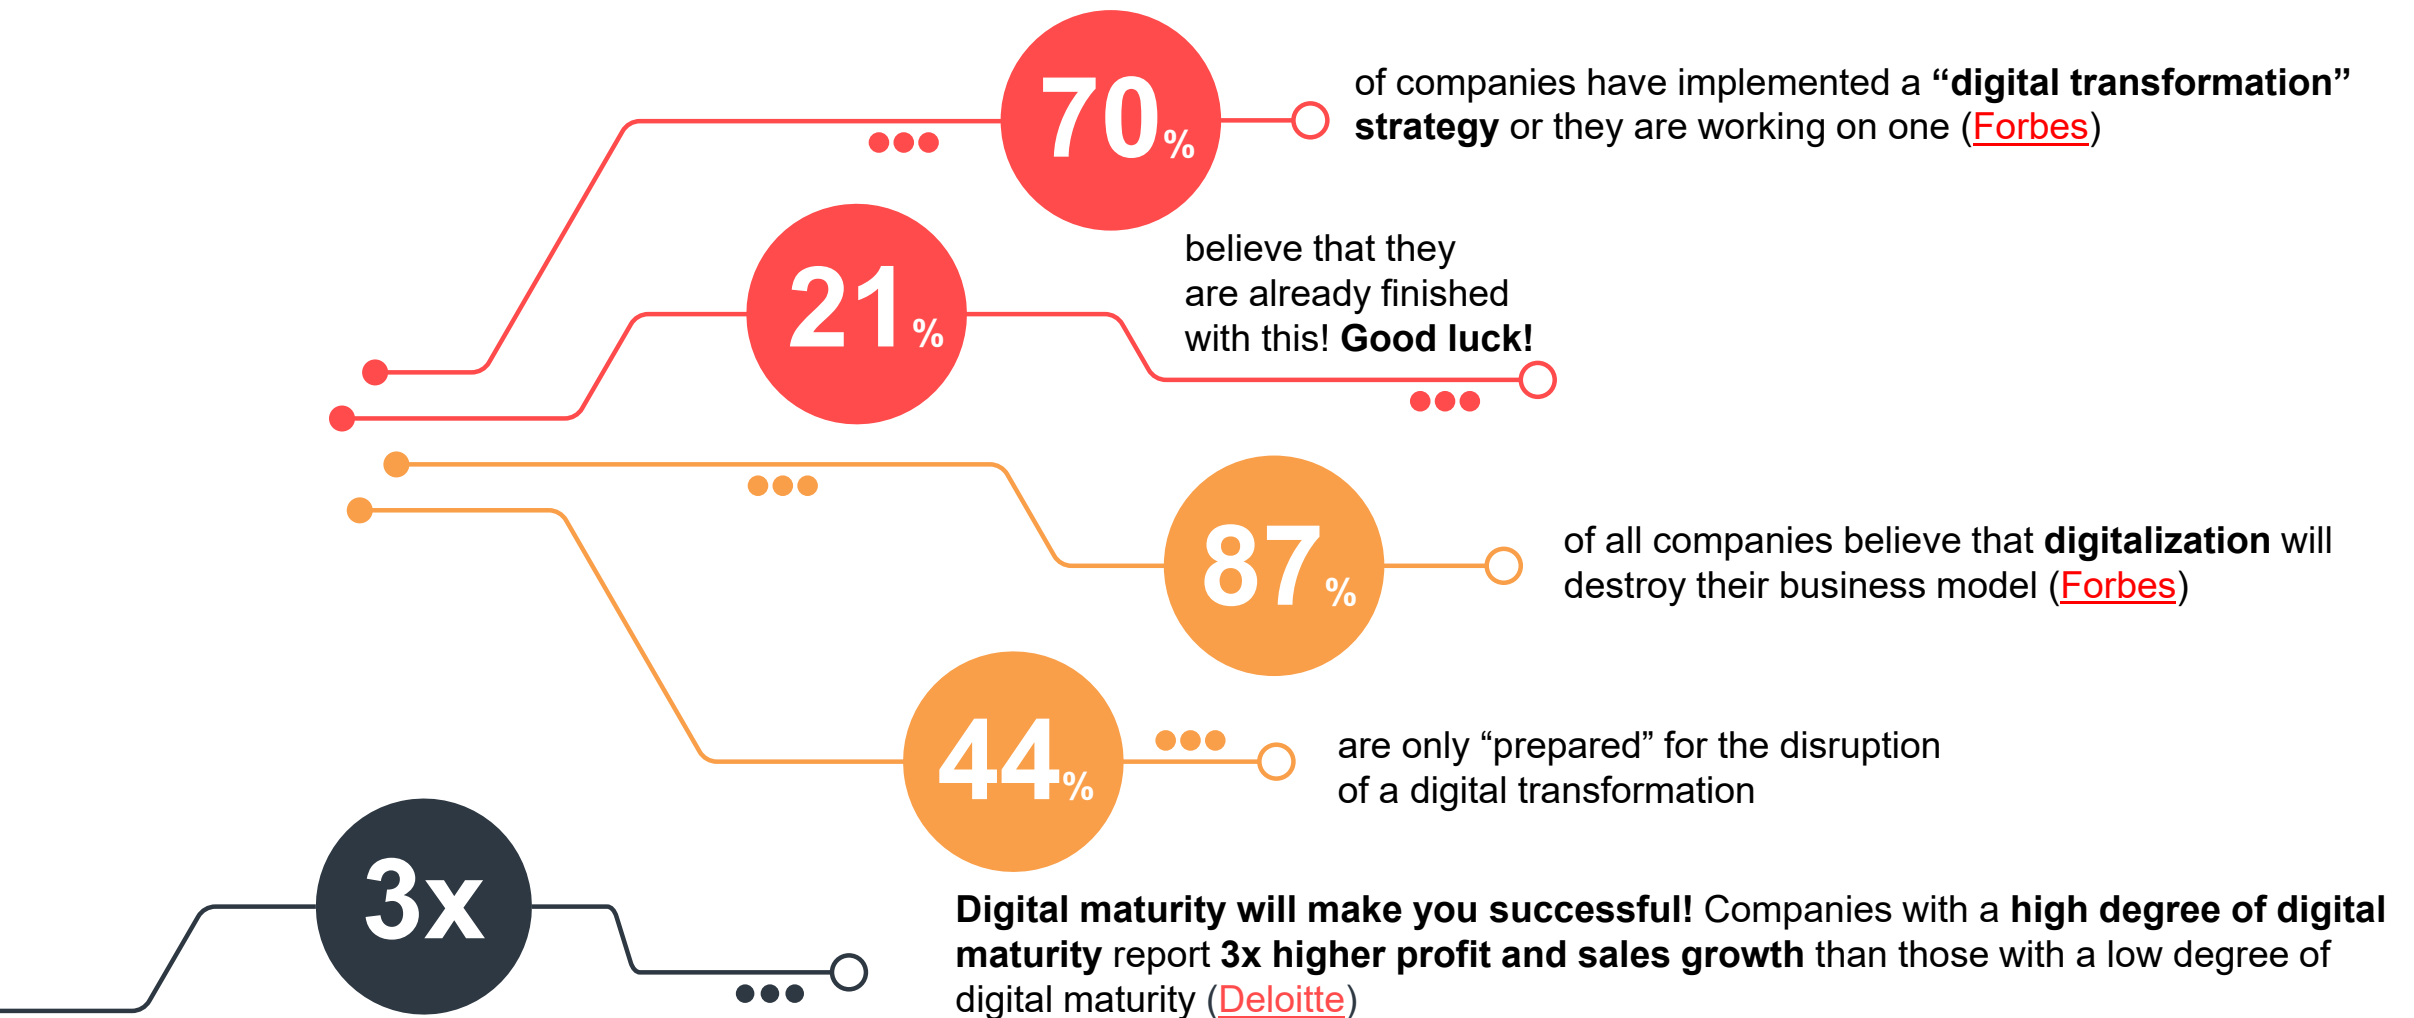 70%
of companies have implemented a “digital transformation”
strategy or they are working on one (Forbes)
21%
believe that they
are already finished
with this! Good luck!
87%
of all companies believe that digitalization will
destroy their business model (Forbes)
44%
are only “prepared” for the disruption
of a digital transformation
3x
Digital maturity will make you successful! Companies with a high degree of digital
maturity report 3x higher profit and sales growth than those with a low degree of
digital maturity (Deloitte)